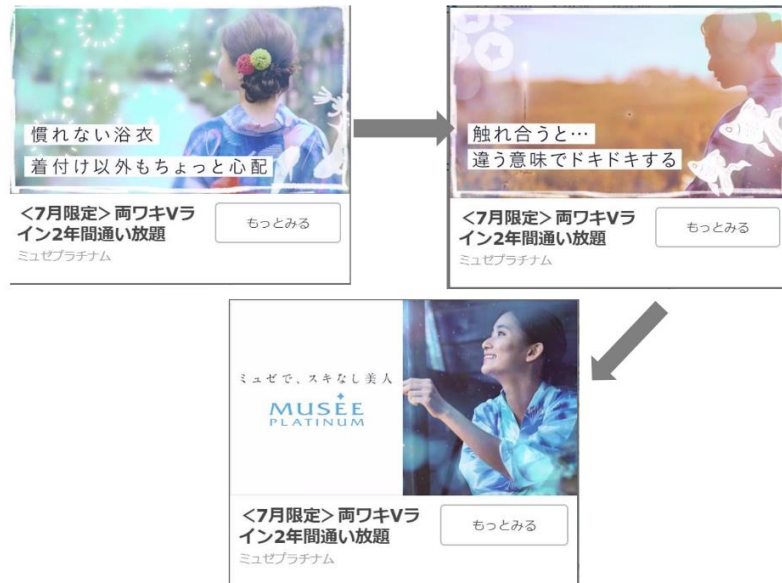 慣れない浴衣
着付け以外もちょっと心配
<7月限定>両ワキVラ
イン2年間通い放題
もっとみる
ミュゼプラチナム
触れ合うと…
違う意味でドキドキする
<7月限定>両ワキVラ
イン2年間通い放題
もっとみる
ミュゼプラチナム
ミュゼで、スキなし美人
MUSÉE
PLATINUM
<7月限定>両ワキVラ
イン2年間通い放題
もっとみる
ミュゼプラチナム